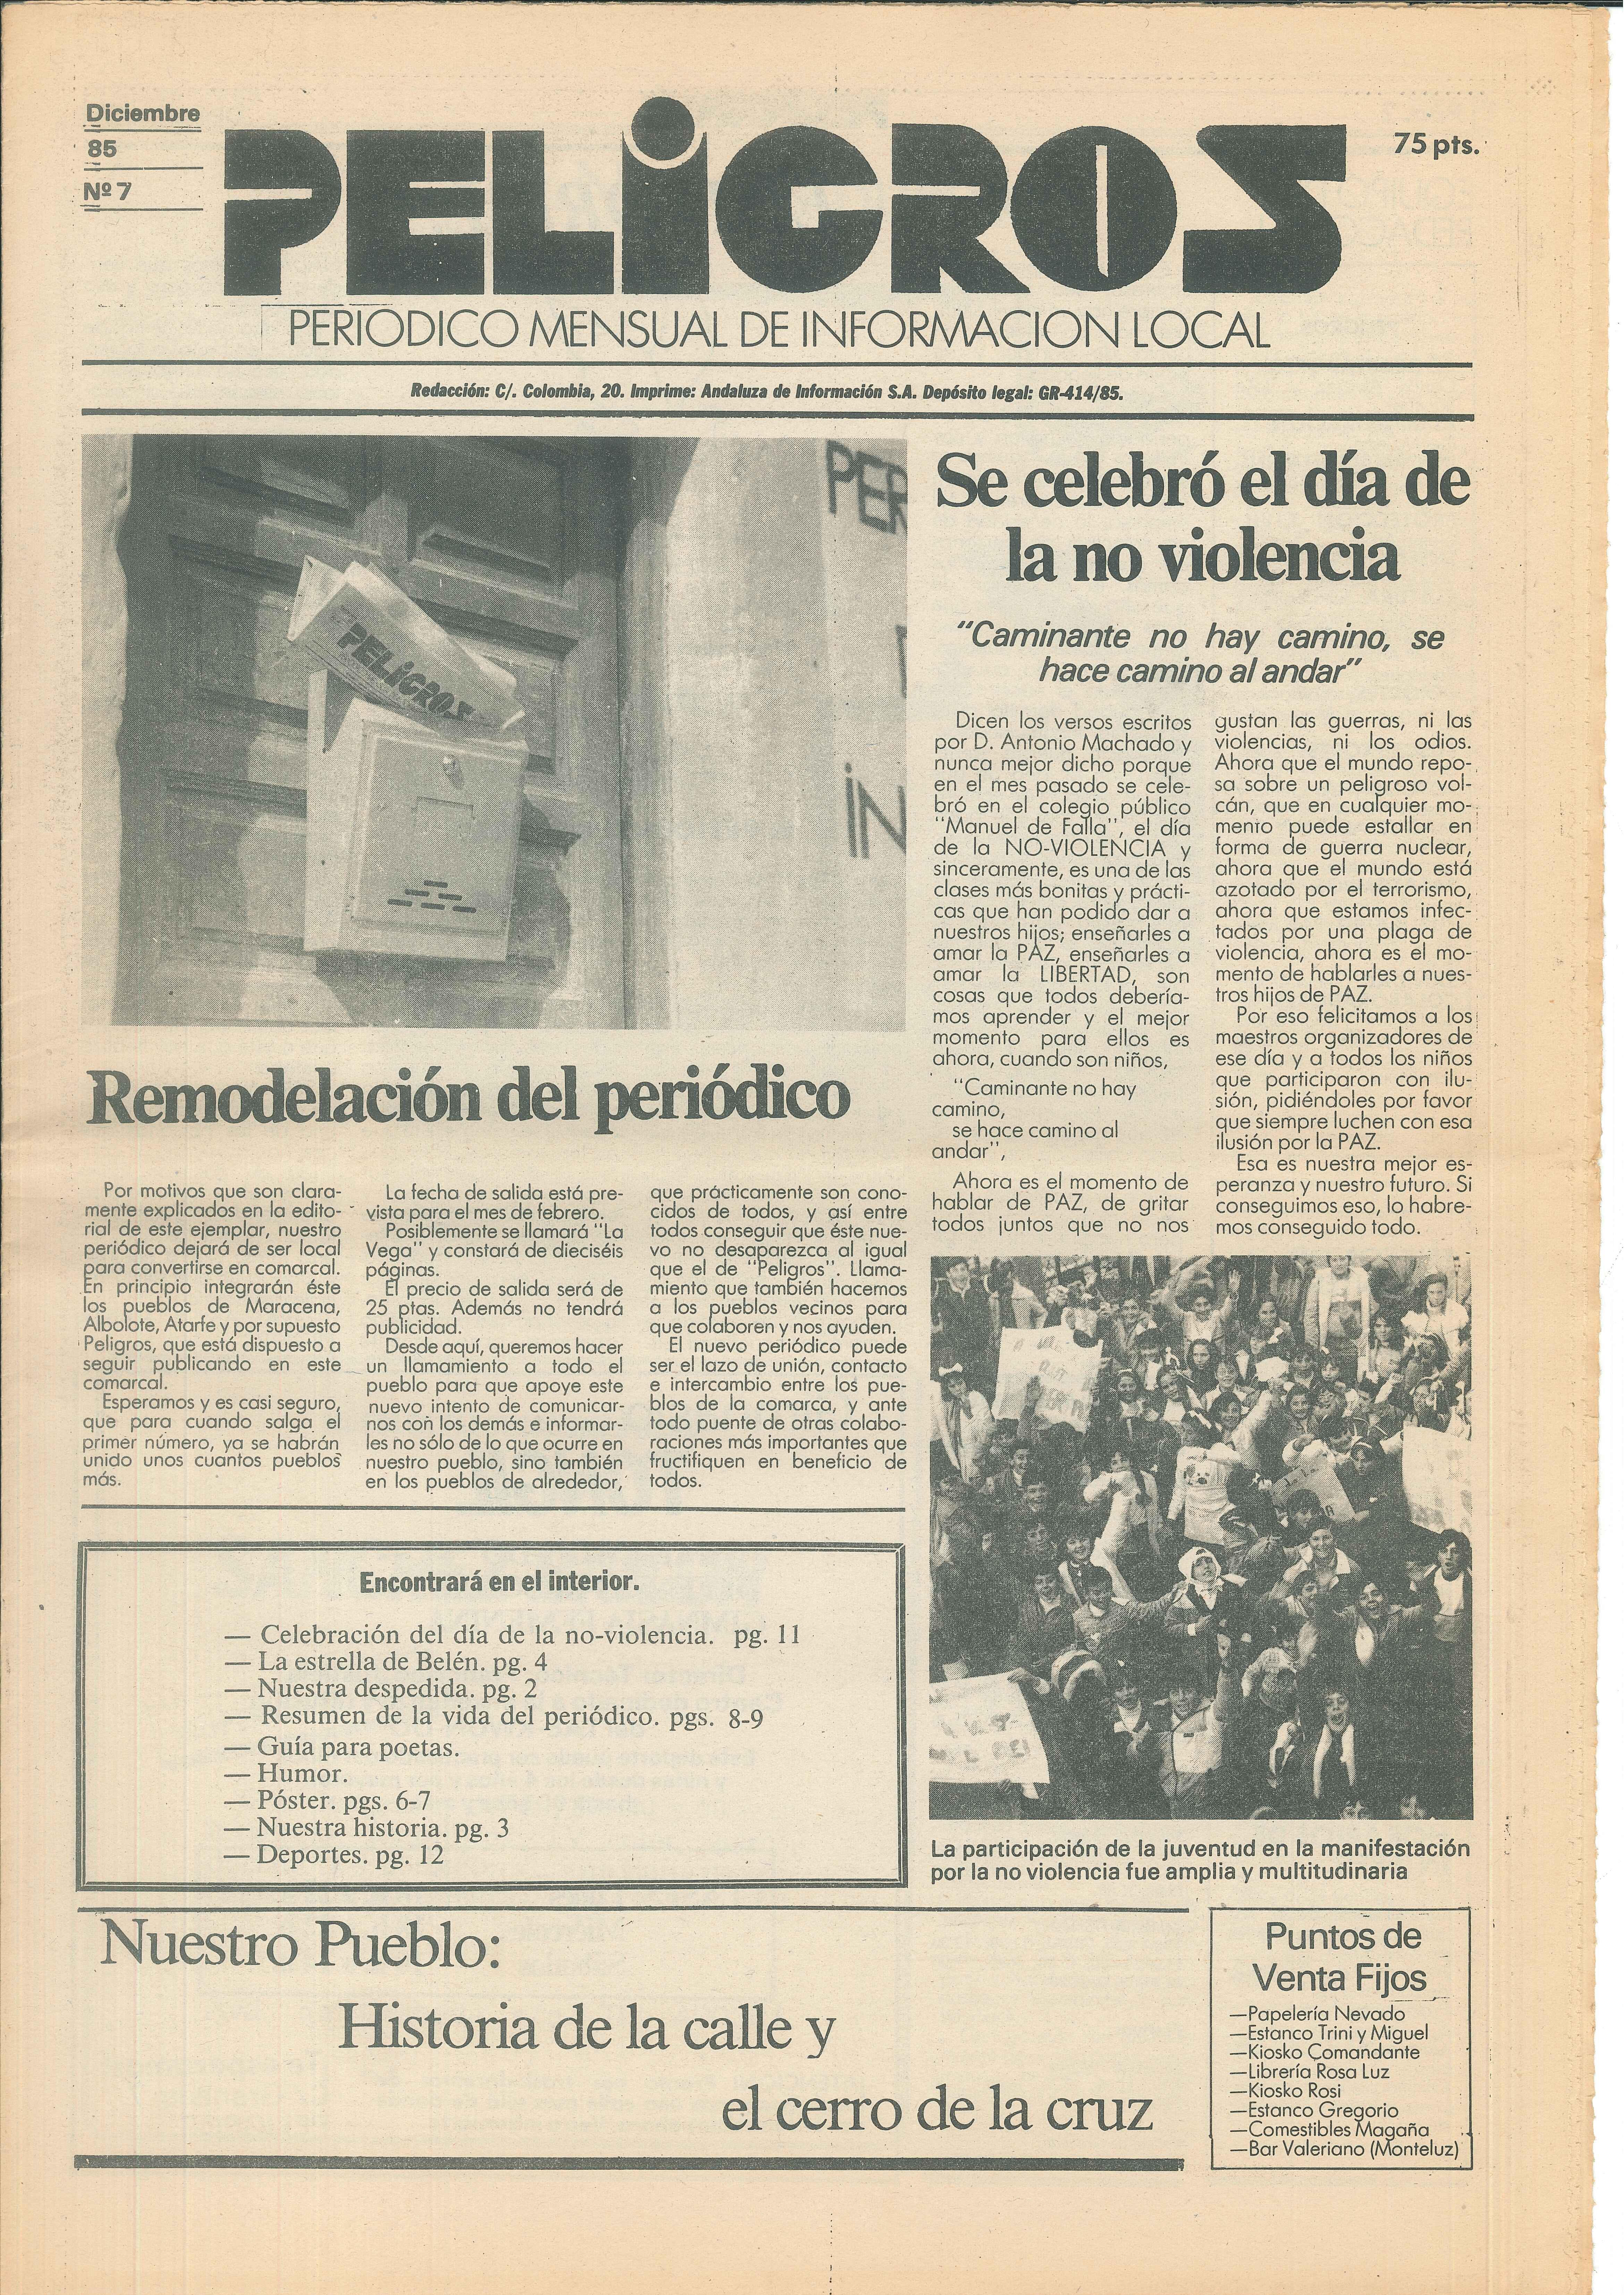 Diciembre
85
Nº 7
PELiGROS
75 pts.
PERIODICO MENSUAL DE INFORMACION LOCAL
Redacción: C/. Colombia, 20. Imprime: Andaluza de Información S.A. Depósito legal: GR-414/85.
PER
iN
PELiGROS
Remodelación del periódico
Por motivos que son clara-
mente explicados en la edito-
rial de este ejemplar, nuestro
periódico dejará de ser local
para convertirse en comarcal.
En principio integrarán éste
los pueblos de Maracena,
Albolote, Atarfe y por supuesto
Peligros, que está dispuesto a
seguir publicando en este
comarcal.
Esperamos y es casi seguro,
que para cuando salga el
primer número, ya se habrán
unido unos cuantos pueblos
más.
La fecha de salida está pre-
vista para el mes de febrero.
Posiblemente se llamará "La
Vega" y constará de dieciséis
páginas.
El precio de salida será de
25 ptas. Además no tendrá
publicidad.
Desde aquí, queremos hacer
un llamamiento a todo el
pueblo para que apoye este
nuevo intento de comunicar-
nos con los demás e informar-
les no sólo de lo que ocurre en
nuestro pueblo, sino también
en los pueblos de alrededor,
que prácticamente son cono-
cidos de todos, y así entre
todos conseguir que éste nue-
vo no desaparezca al igual
que el de "Peligros". Llama-
miento que también hacemos
a los pueblos vecinos para
que colaboren y nos ayuden.
El nuevo periódico puede
ser el lazo de unión, contacto
e intercambio entre los pue-
blos de la comarca, y ante
todo puente de otras colabo-
raciones más importantes que
fructifiquen en beneficio de
todos.
Se celebró el día de
la no violencia
"Caminante no hay camino, se
hace camino al andar"
Dicen los versos escritos
por D. Antonio Machado y
nunca mejor dicho porque
en el mes pasado se cele-
bró en el colegio público
"Manuel de Falla", el día
de la NO-VIOLENCIA y
sinceramente, es una de las
clases más bonitas y prácti-
cas que han podido dar a
nuestros hijos; enseñarles a
amar la PAZ, enseñarles a
amar la LIBERTAD, son
cosas que todos debería-
mos aprender y el mejor
momento para ellos es
ahora, cuando son niños,
"Caminante no hay
camino,
se hace camino al
andar",
Ahora es el momento de
hablar de PAZ, de gritar
todos juntos que no nos
gustan las guerras, ni las
violencias, ni los odios.
Ahora que el mundo repo-
sa sobre un peligroso vol-
cán, que en cualquier mo-
mento puede estallar en
forma de guerra nuclear,
ahora que el mundo está
azotado por el terrorismo,
ahora que estamos infec-
tados por una plaga de
violencia, ahora es el mo-
mento de hablarles a nues-
tros hijos de PAZ.
Por eso felicitamos a los
maestros organizadores de
ese día y a todos los niños
que participaron con ilu-
sión, pidiéndoles por favor
que siempre luchen con esa
ilusión por la PAZ.
Esa es nuestra mejor es-
peranza y nuestro futuro. Si
conseguimos eso, lo habre-
mos conseguido todo.
La participación de la juventud en la manifestación
por la no violencia fue amplia y multitudinaria
Encontrará en el interior.
— Celebración del día de la no-violencia. pg. 11
— La estrella de Belén. pg. 4
— Nuestra despedida. pg. 2
— Resumen de la vida del periódico. pgs. 8-9
— Guía para poetas.
— Humor.
— Póster. pgs. 6-7
— Nuestra historia. pg. 3
— Deportes. pg. 12
Nuestro Pueblo:
Historia de la calle y
el cerro de la cruz
Puntos de
Venta Fijos
—Papelería Nevado
—Estanco Trini y Miguel
—Kiosko Comandante
—Librería Rosa Luz
—Kiosko Rosi
—Estanco Gregorio
—Comestibles Magaña
—Bar Valeriano (Monteluz)